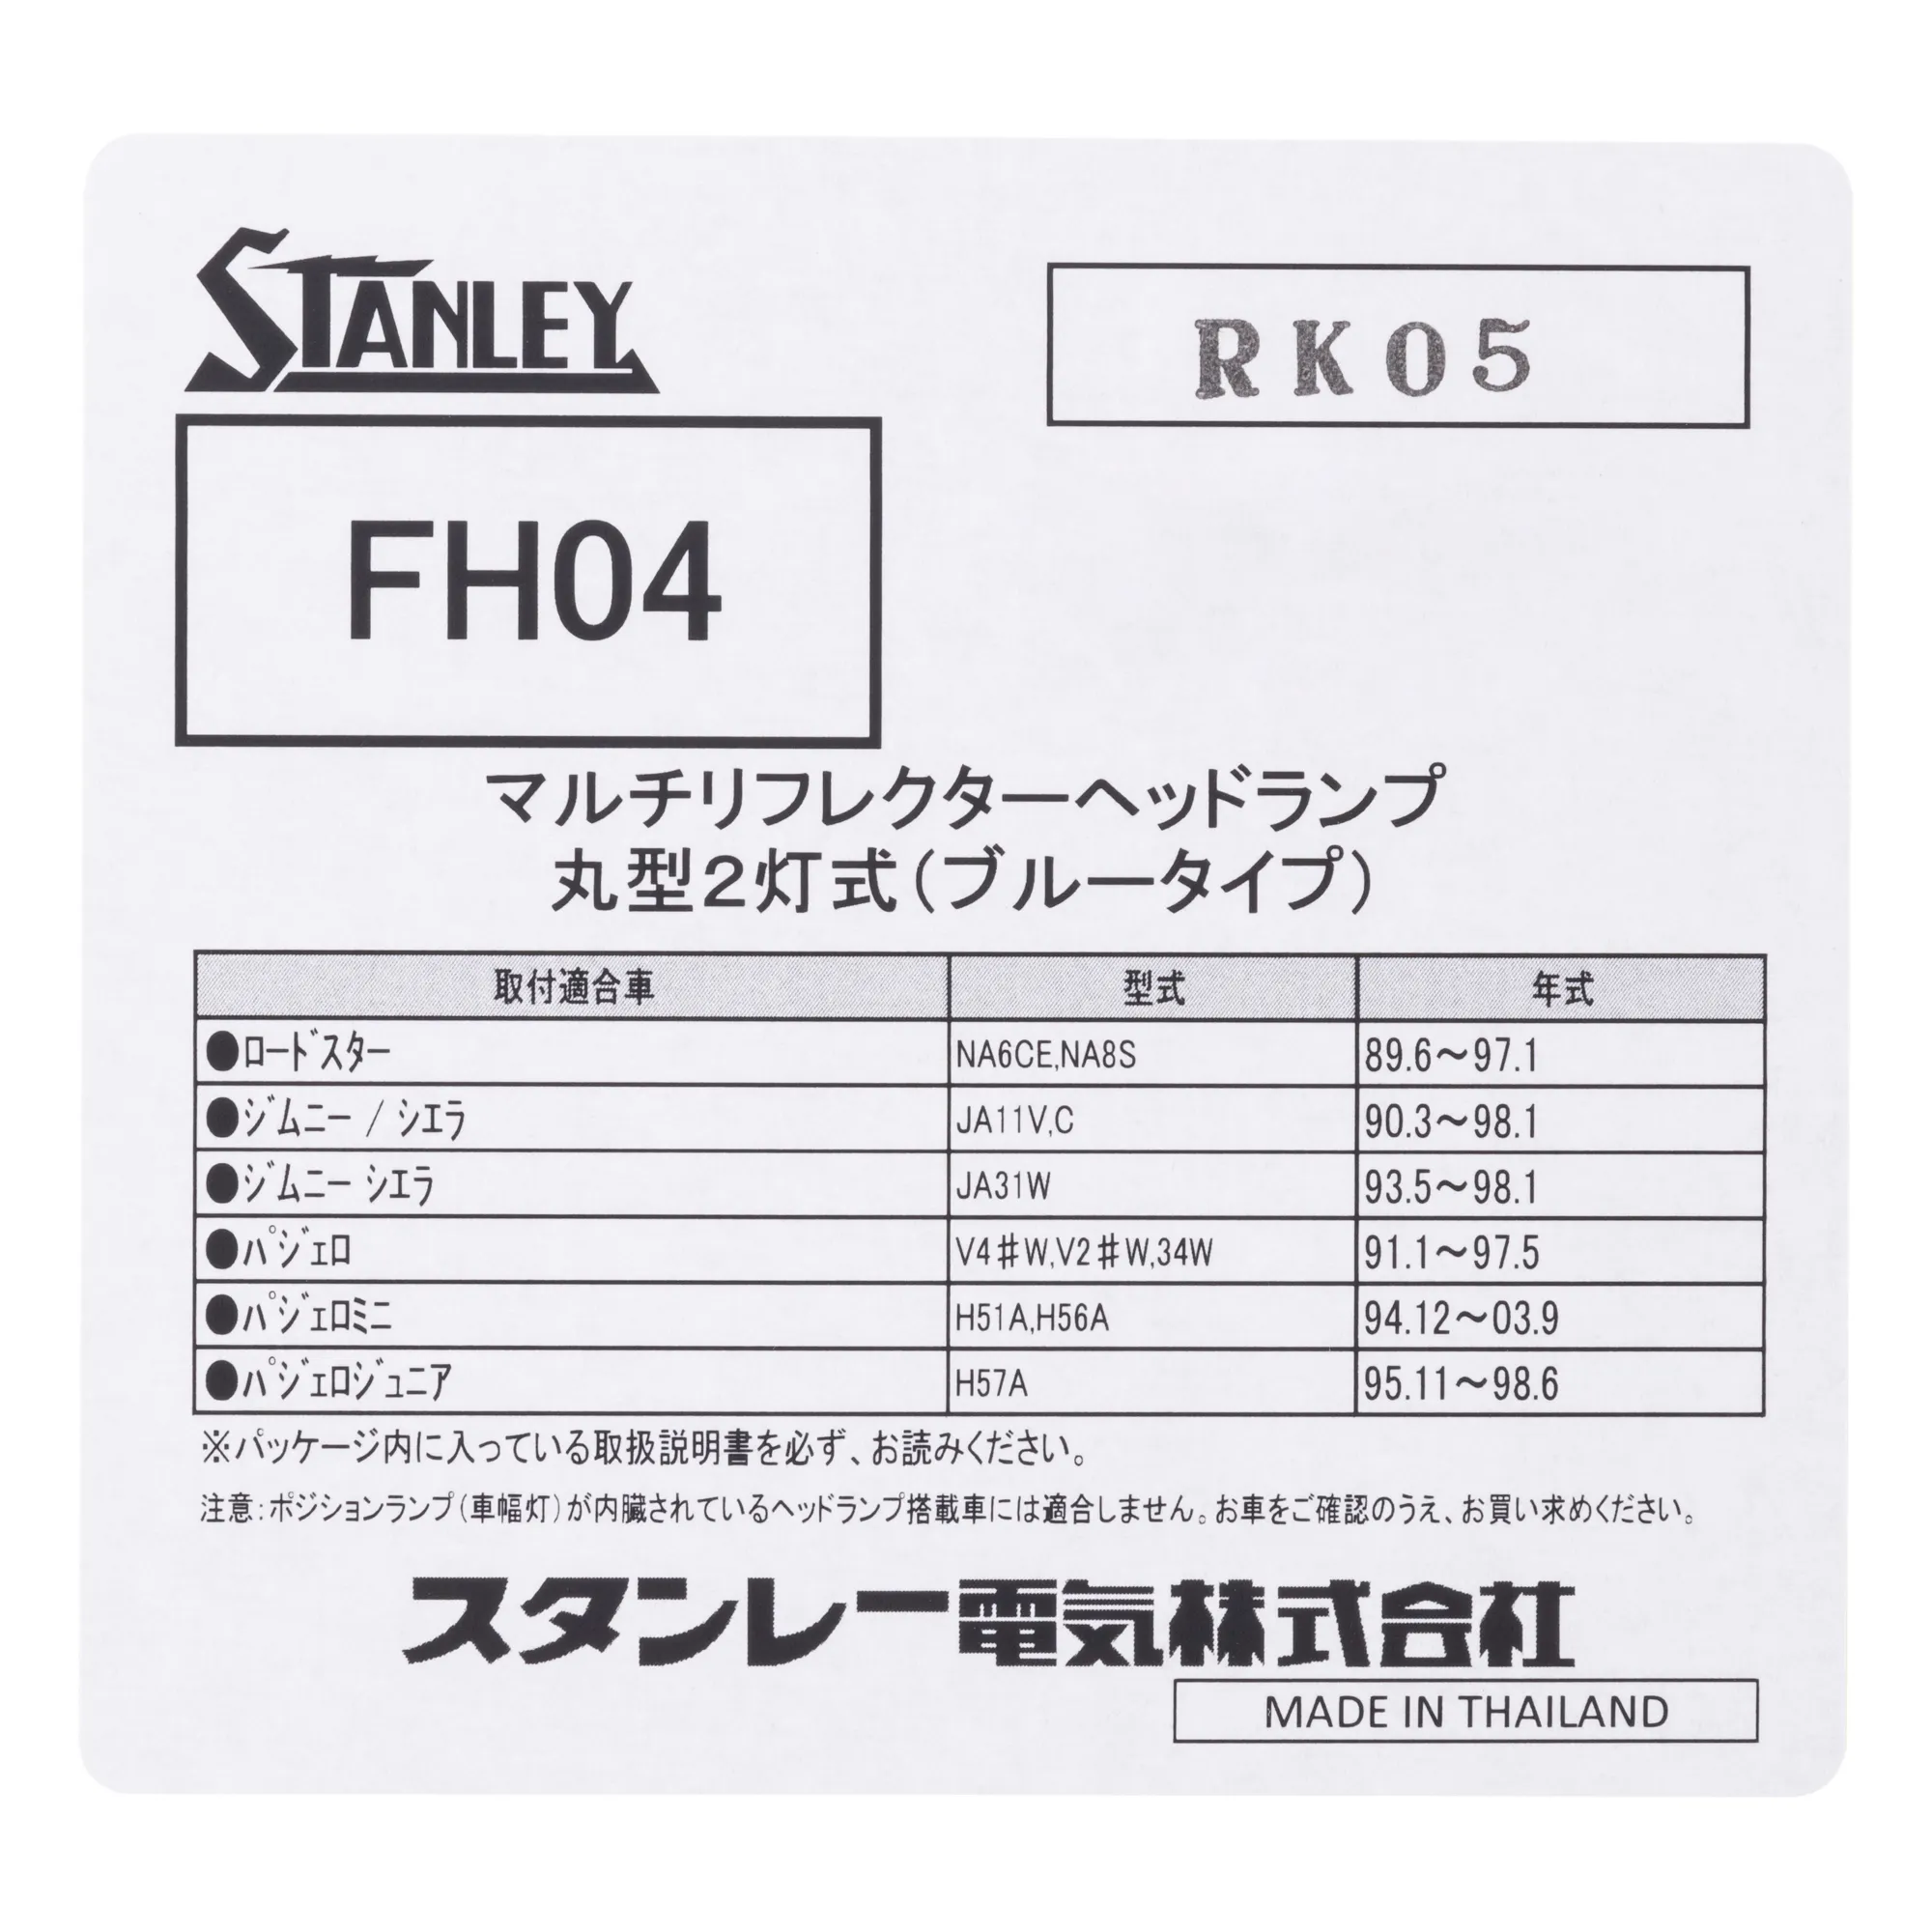 STANLEY
RK05
FH04
マルチリフレクターヘッドランプ
丸型２灯式（ブルータイプ）
取付適合車 型式 年式
●ロードスター NA6CE,NA8S 89.6～97.1
●ジムニー / シエラ JA11V,C 90.3～98.1
●ジムニー シエラ JA31W 93.5～98.1
●パジェロ V4♯W,V2♯W,34W 91.1～97.5
●パジェロミニ H51A,H56A 94.12～03.9
●パジェロジュニア H57A 95.11～98.6
※パッケージ内に入っている取扱説明書を必ず、お読みください。
注意：ポジションランプ（車幅灯）が内臓されているヘッドランプ搭載車には適合しません。お車をご確認のうえ、お買い求めください。
スタンレー電気株式会社
MADE IN THAILAND